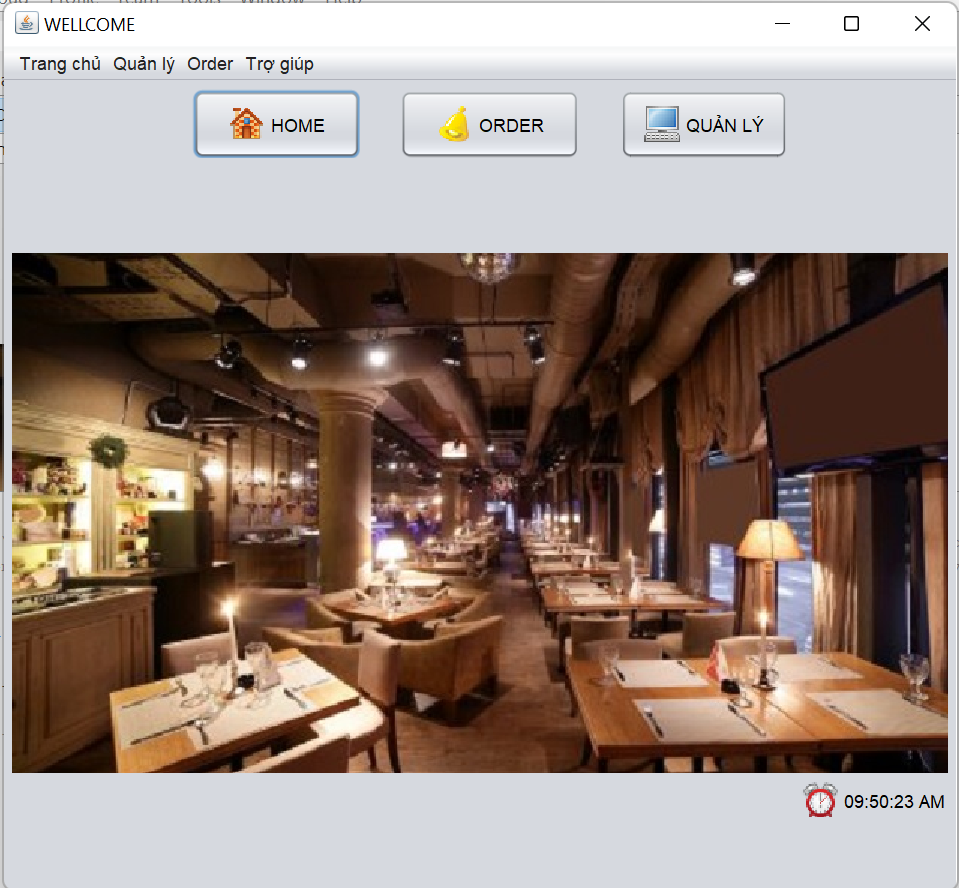 WELLCOME
Trang chủ Quản lý Order Trợ giúp
HOME ORDER QUẢN LÝ
09:50:23 AM